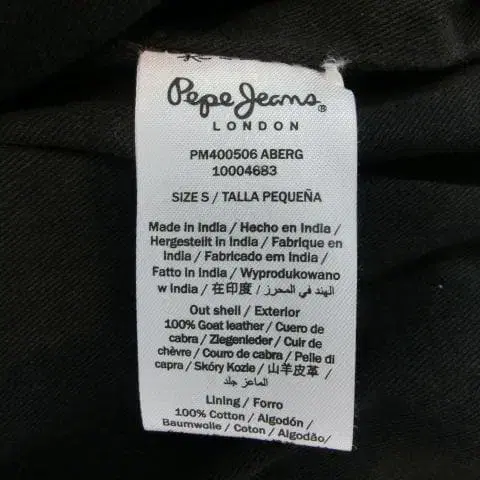 Pepe Jeans®
LONDON
PM400506 ABERG
10004683
SIZE S / TALLA PEQUEÑA
Made in India / Hecho en India /
Hergestellt in India / Fabrique en
India / Fabricado em India /
Fatto in India / Wyprodukowano
w India / 在印度 / الهند في المحرز /
Out shell / Exterior
100% Goat leather / Cuero de
cabra / Ziegenleder / Cuir de
chèvre / Couro de cabra / Pelle di
capra / Skóry Kozie / 山羊皮革 /
الماعز جلد
Lining / Forro
100% Cotton / Algodón /
Baumwolle / Coton / Algodão /